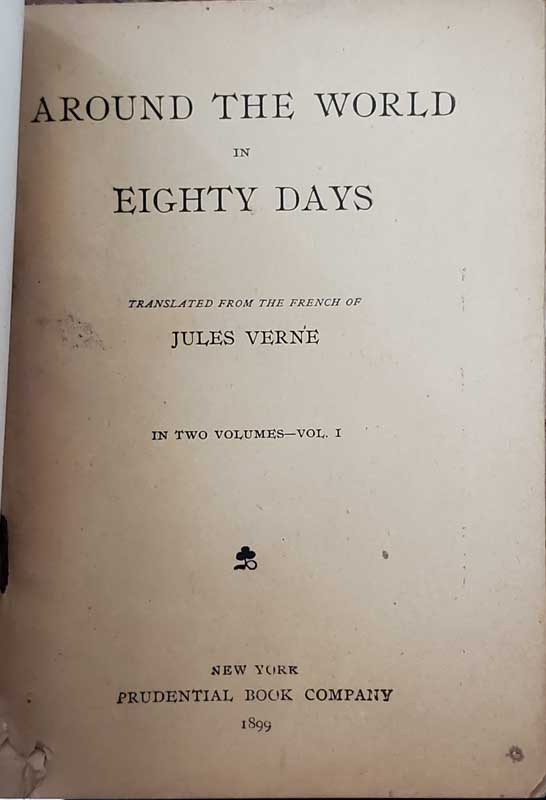 AROUND THE WORLD
IN
EIGHTY DAYS
TRANSLATED FROM THE FRENCH OF
JULES VERNE
IN TWO VOLUMES—VOL. I
NEW YORK
PRUDENTIAL BOOK COMPANY
1899